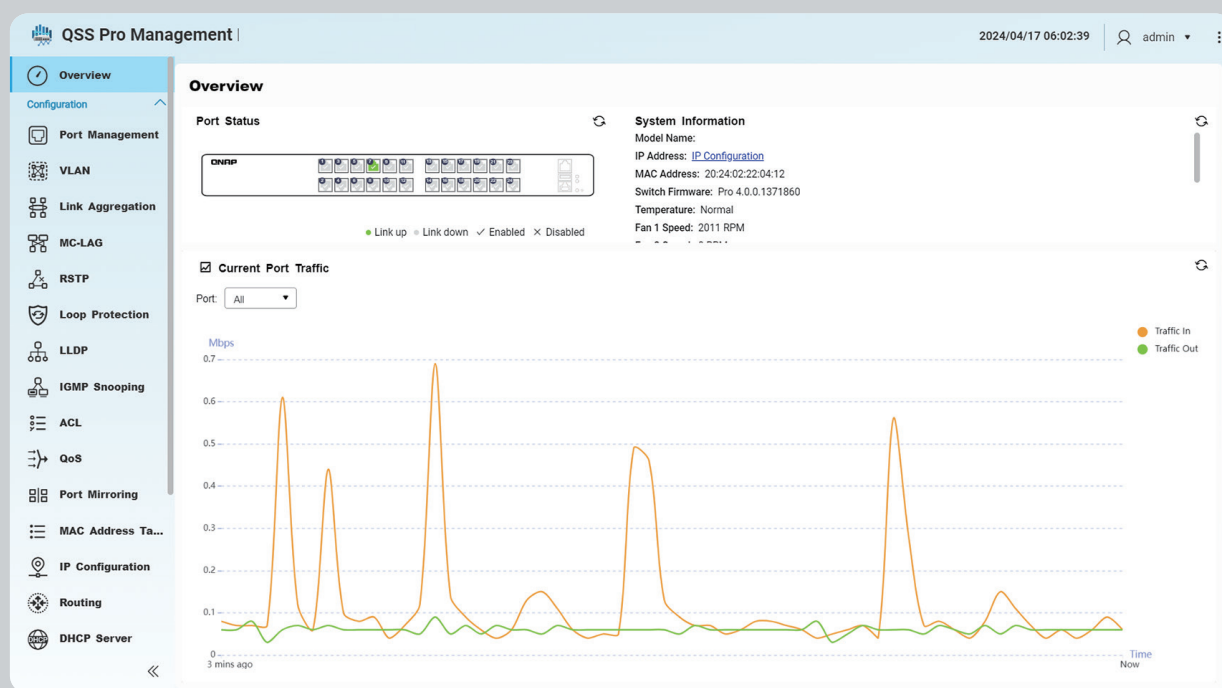 QSS Pro Management
2024/04/17 06:02:39
admin
Overview
Configuration
Port Management
VLAN
Link Aggregation
MC-LAG
RSTP
Loop Protection
LLDP
IGMP Snooping
ACL
QoS
Port Mirroring
MAC Address Ta...
IP Configuration
Routing
DHCP Server
Overview
Port Status
QNAP
Link up Link down Enabled Disabled
System Information
Model Name:
IP Address: IP Configuration
MAC Address: 20:24:02:22:04:12
Switch Firmware: Pro 4.0.0.1371860
Temperature: Normal
Fan 1 Speed: 2011 RPM
Current Port Traffic
Port: All
Traffic In
Traffic Out
Mbps
0.7
0.6
0.5
0.4
0.3
0.2
0.1
0
3 mins ago
Time
Now